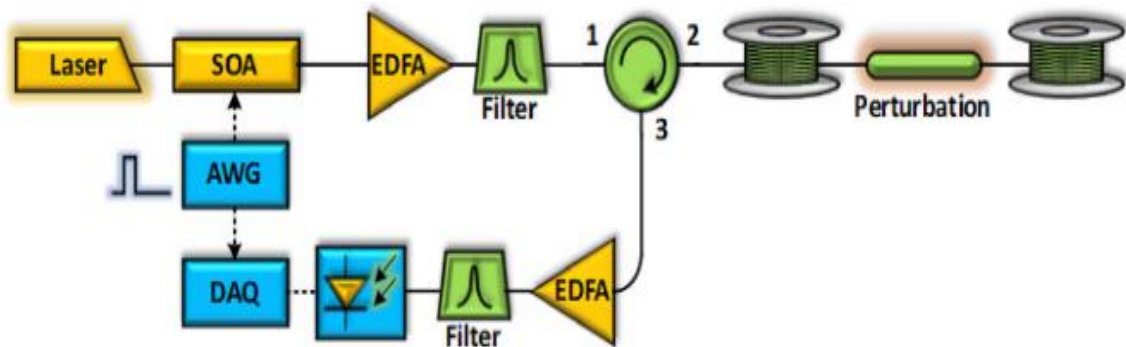 Laser
SOA
EDFA
Filter
1
2
3
Perturbation
AWG
DAQ
Filter
EDFA